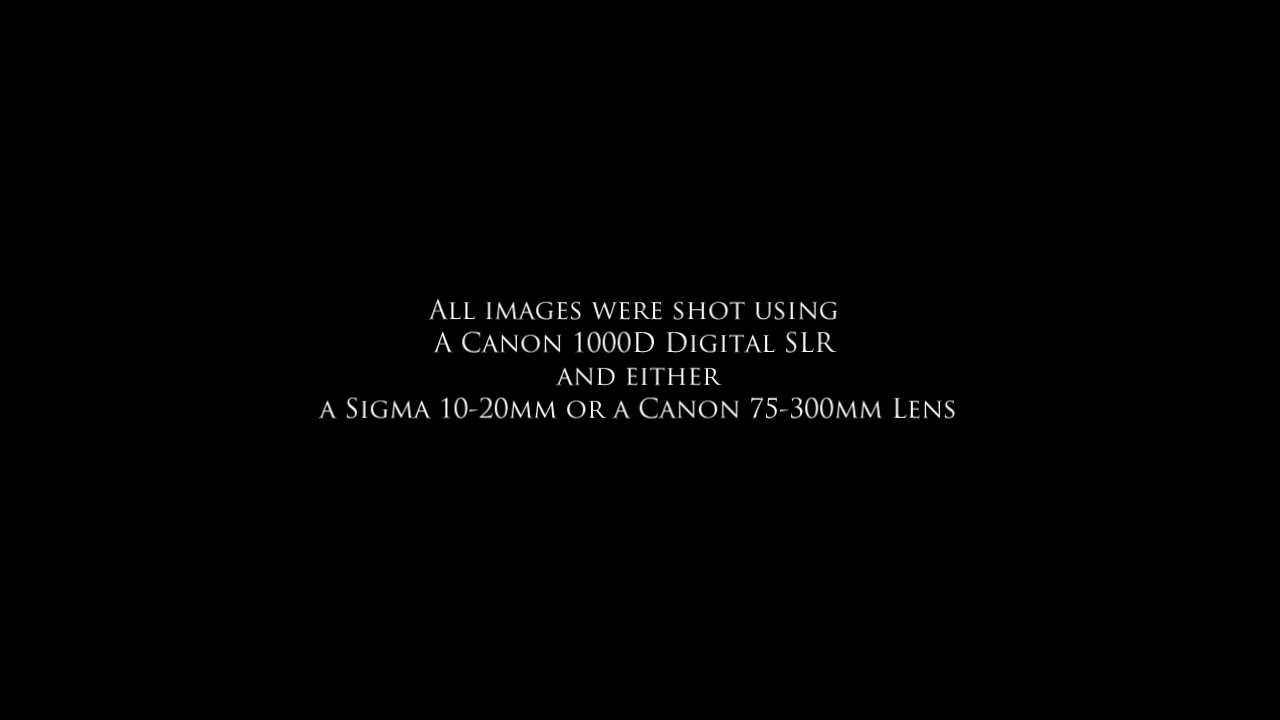 All images were shot using
A Canon 1000D Digital SLR
and either
a Sigma 10-20mm or a Canon 75-300mm Lens